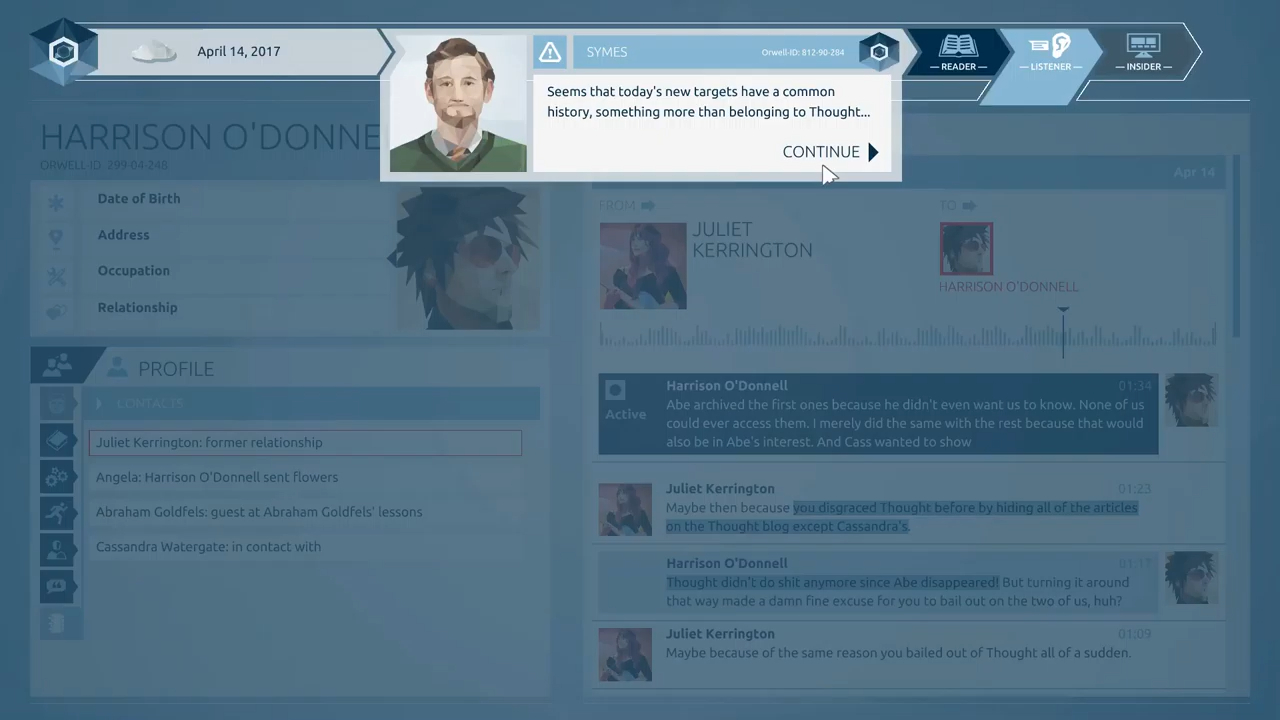 April 14, 2017
SYMES
Orwell-ID: 812-90-284
Seems that today's new targets have a common
history, something more than belonging to Thought...
CONTINUE
— READER —
— LISTENER —
— INSIDER —
HARRISON O'DONNE
ORWELL-ID: 299-04-248
Date of Birth
Address
Occupation
Relationship
PROFILE
CONTACTS
Juliet Kerrington: former relationship
Angela: Harrison O'Donnell sent flowers
Abraham Goldfels: guest at Abraham Goldfels' lessons
Cassandra Watergate: in contact with
Apr 14
FROM
TO
JULIET
KERRINGTON
HARRISON O'DONNELL
Active
Harrison O'Donnell
01:34
Abe archived the first ones because he didn't even want us to know. None of us
could ever access them. I merely did the same with the rest because that would
also be in Abe's interest. And Cass wanted to show
Juliet Kerrington
01:23
Maybe then because you disgraced Thought before by hiding all of the articles
on the Thought blog except Cassandra's.
Harrison O'Donnell
01:17
Thought didn't do shit anymore since Abe disappeared! But turning it around
that way made a damn fine excuse for you to bail out on the two of us, huh?
Juliet Kerrington
01:09
Maybe because of the same reason you bailed out of Thought all of a sudden.